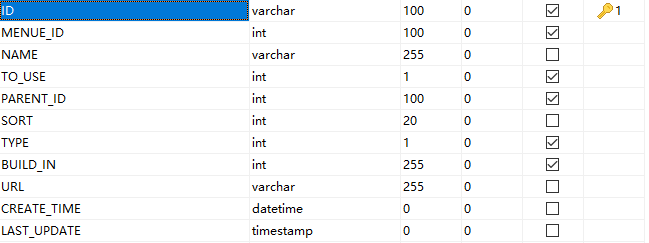 ID varchar 100 0 1
MENUE_ID int 100 0
NAME varchar 255 0
TO_USE int 1 0
PARENT_ID int 100 0
SORT int 20 0
TYPE int 1 0
BUILD_IN int 255 0
URL varchar 255 0
CREATE_TIME datetime 0 0
LAST_UPDATE timestamp 0 0